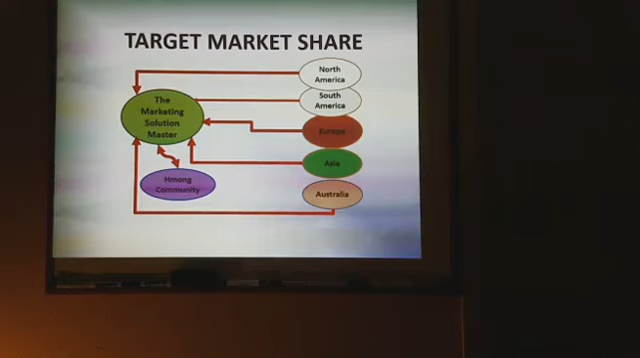 TARGET MARKET SHARE
North
America
The
Marketing
Solution
Master
South
America
Europe
Asia
Hmong
Community
Australia